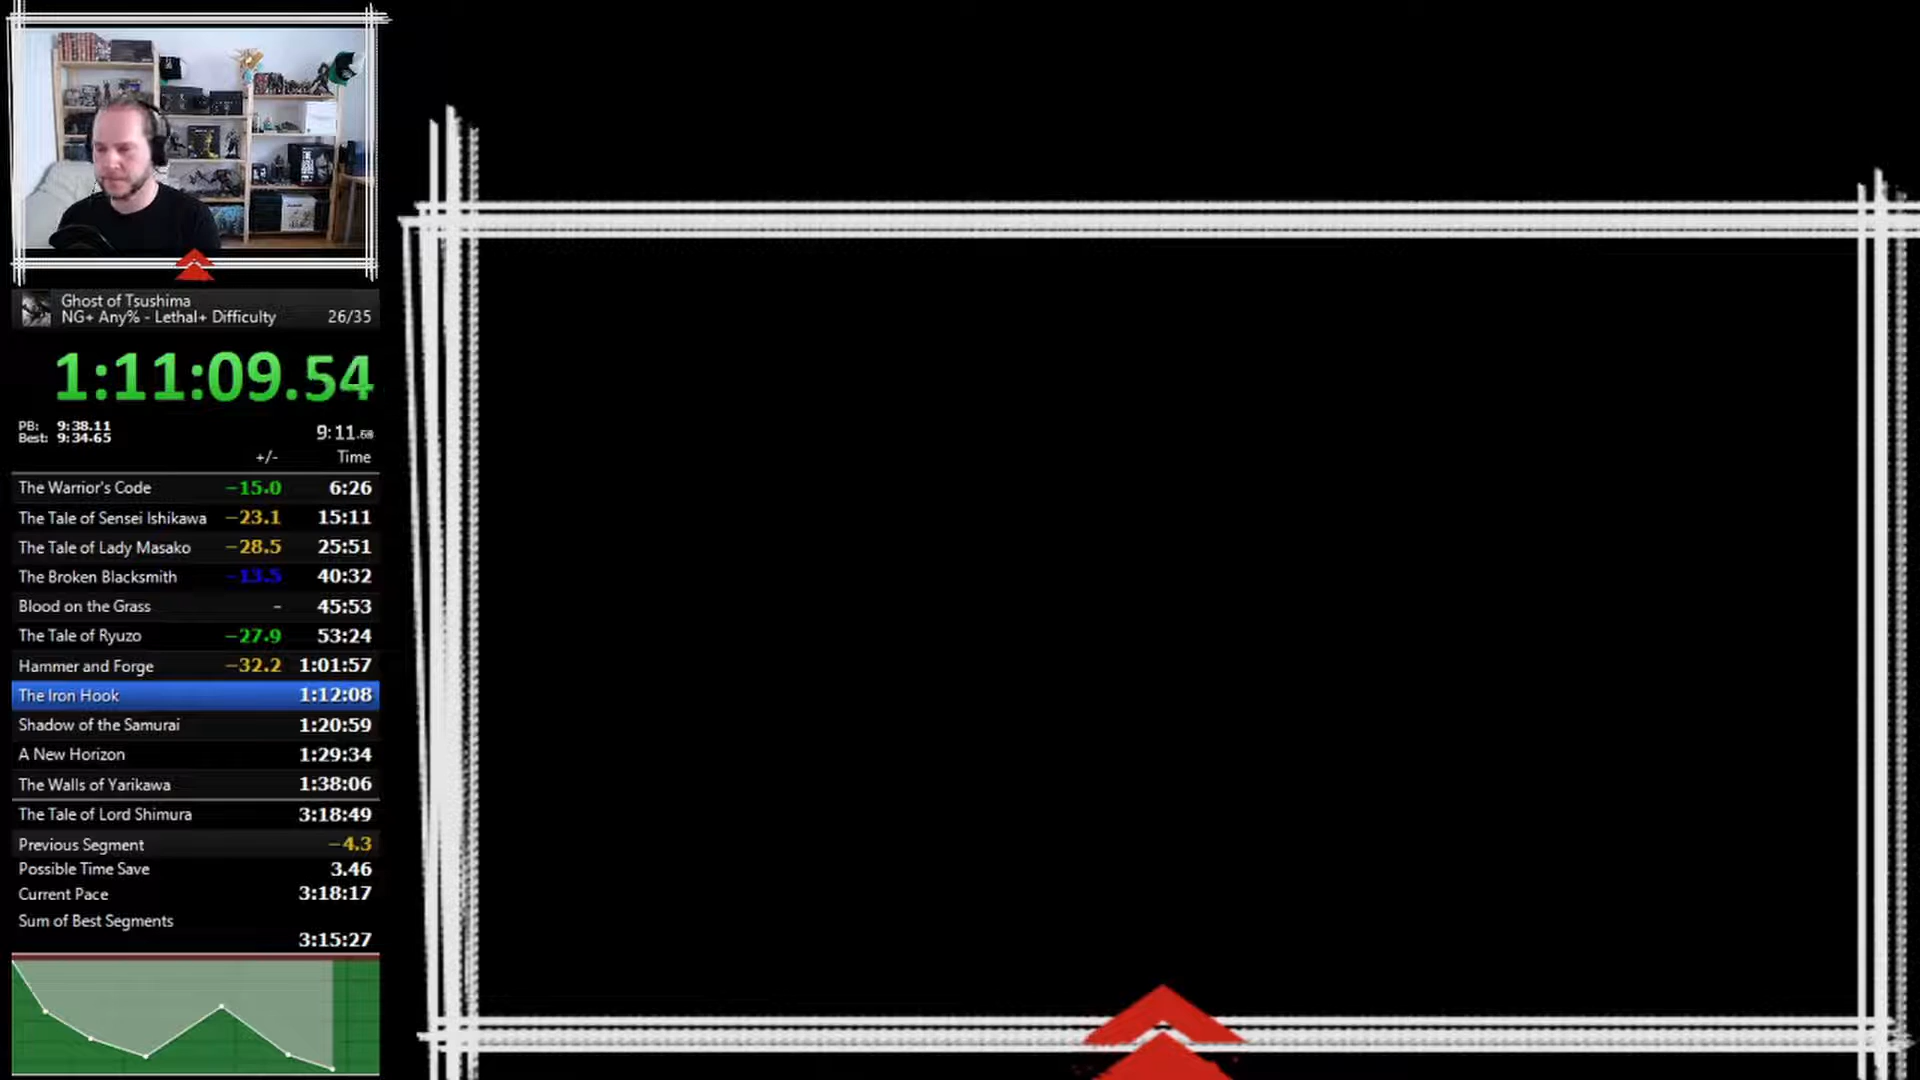 Ghost of Tsushima
NG+ Any% - Lethal+ Difficulty 26/35
1:11:09.54
PB: 9:38.11
Best: 9:34.65
9:11.68
+/- Time
The Warrior's Code −15.0 6:26
The Tale of Sensei Ishikawa −23.1 15:11
The Tale of Lady Masako −28.5 25:51
The Broken Blacksmith −13.5 40:32
Blood on the Grass - 45:53
The Tale of Ryuzo −27.9 53:24
Hammer and Forge −32.2 1:01:57
The Iron Hook 1:12:08
Shadow of the Samurai 1:20:59
A New Horizon 1:29:34
The Walls of Yarikawa 1:38:06
The Tale of Lord Shimura 3:18:49
Previous Segment −4.3
Possible Time Save 3.46
Current Pace 3:18:17
Sum of Best Segments
3:15:27